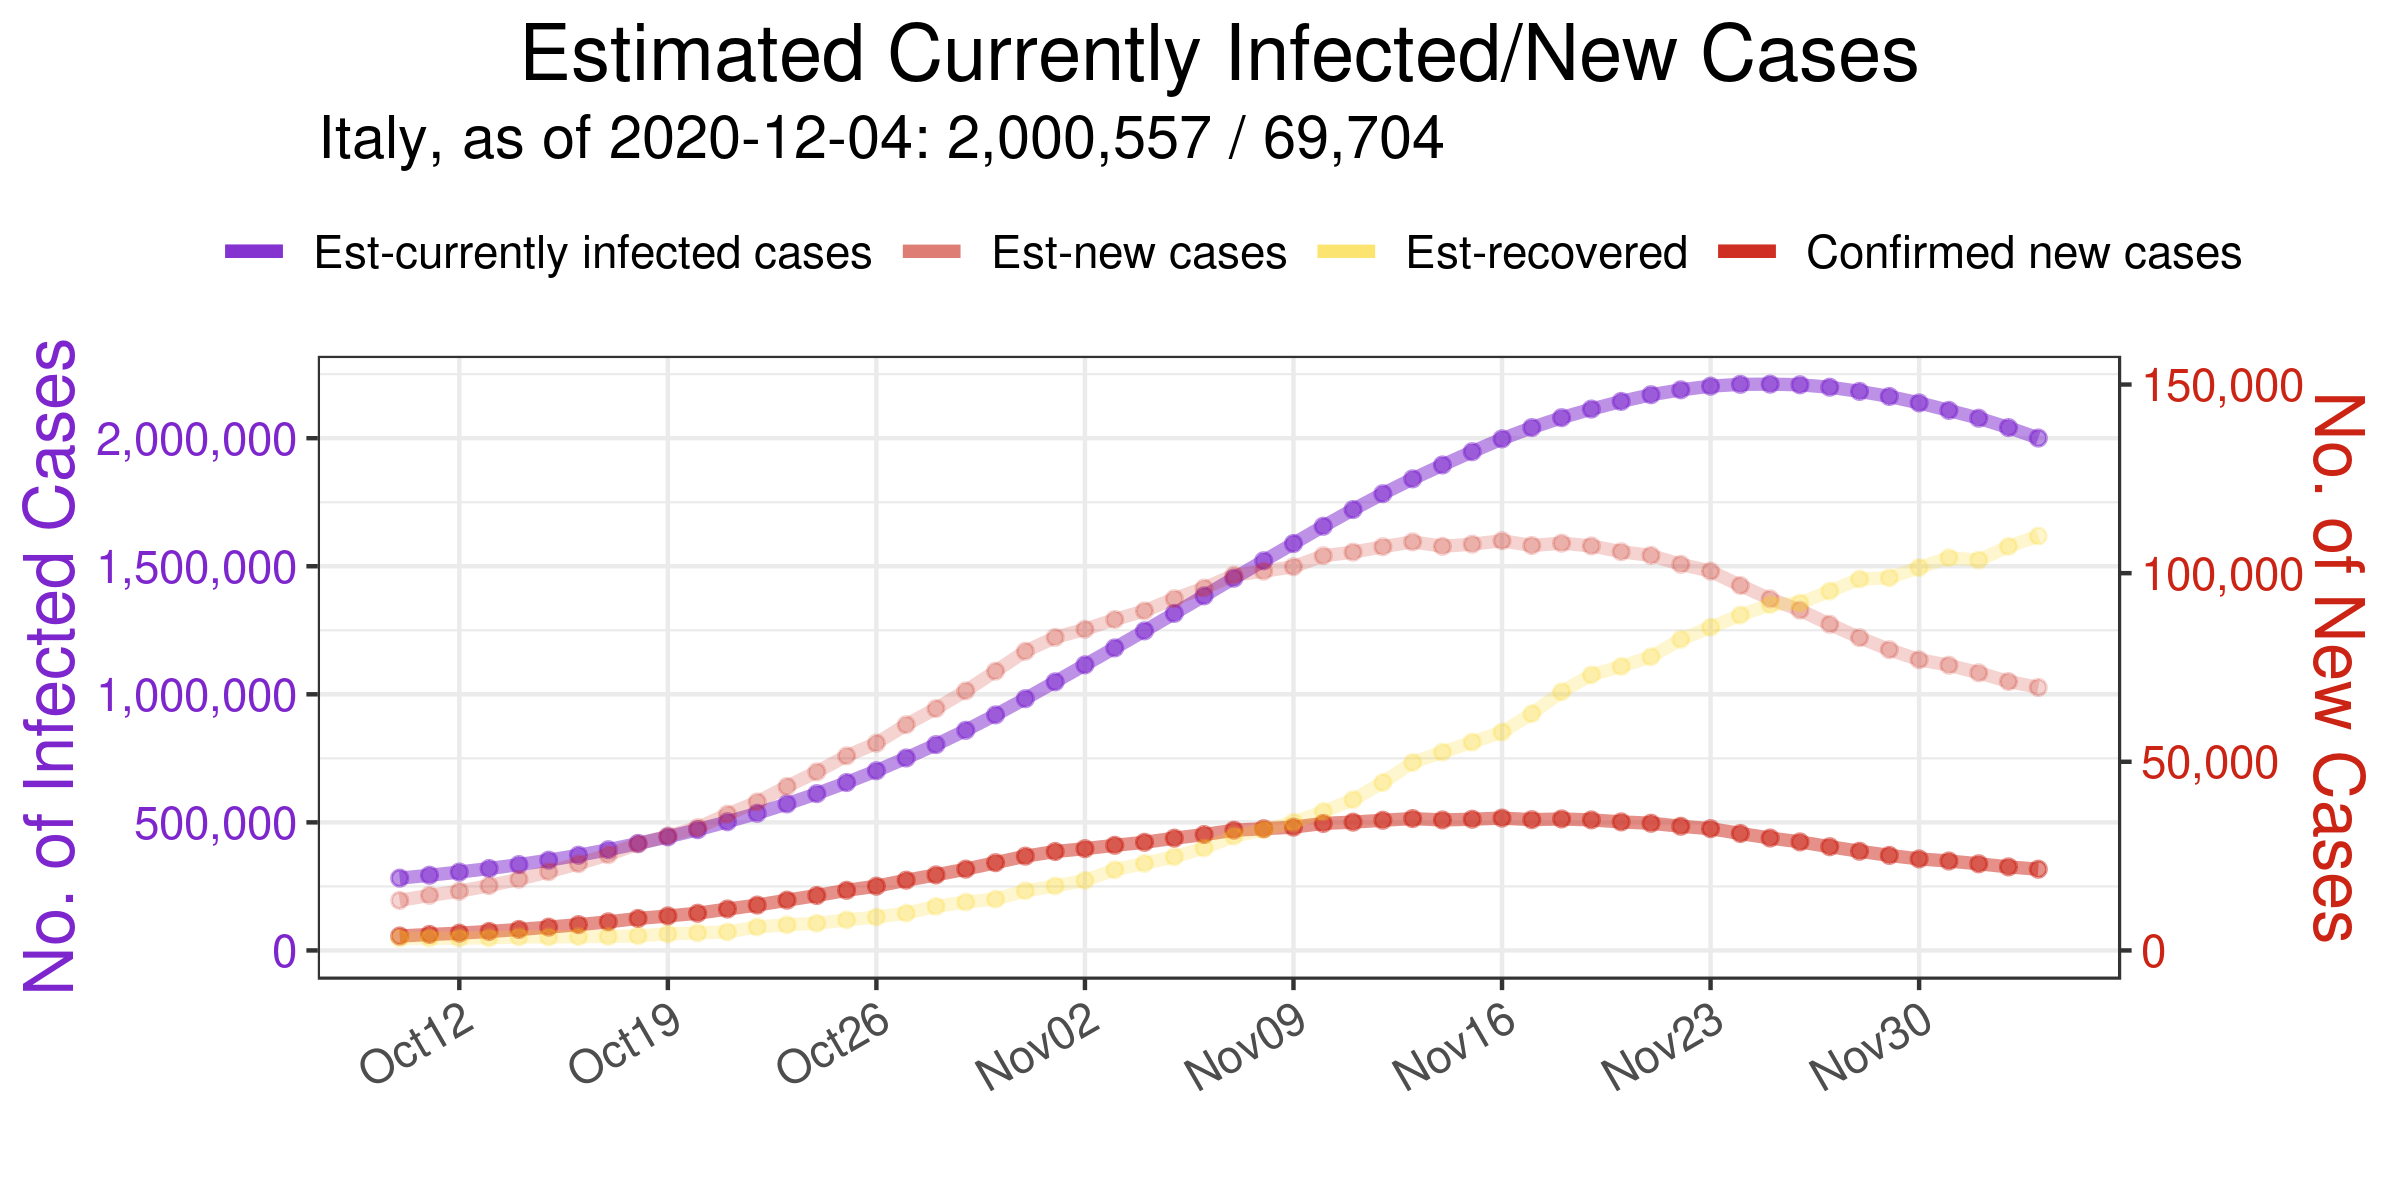 Estimated Currently Infected/New Cases
Italy, as of 2020-12-04: 2,000,557 / 69,704
Est-currently infected cases Est-new cases Est-recovered Confirmed new cases
No. of Infected Cases
2,000,000
1,500,000
1,000,000
500,000
0
150,000
100,000
50,000
0
No. of New Cases
Oct12 Oct19 Oct26 Nov02 Nov09 Nov16 Nov23 Nov30